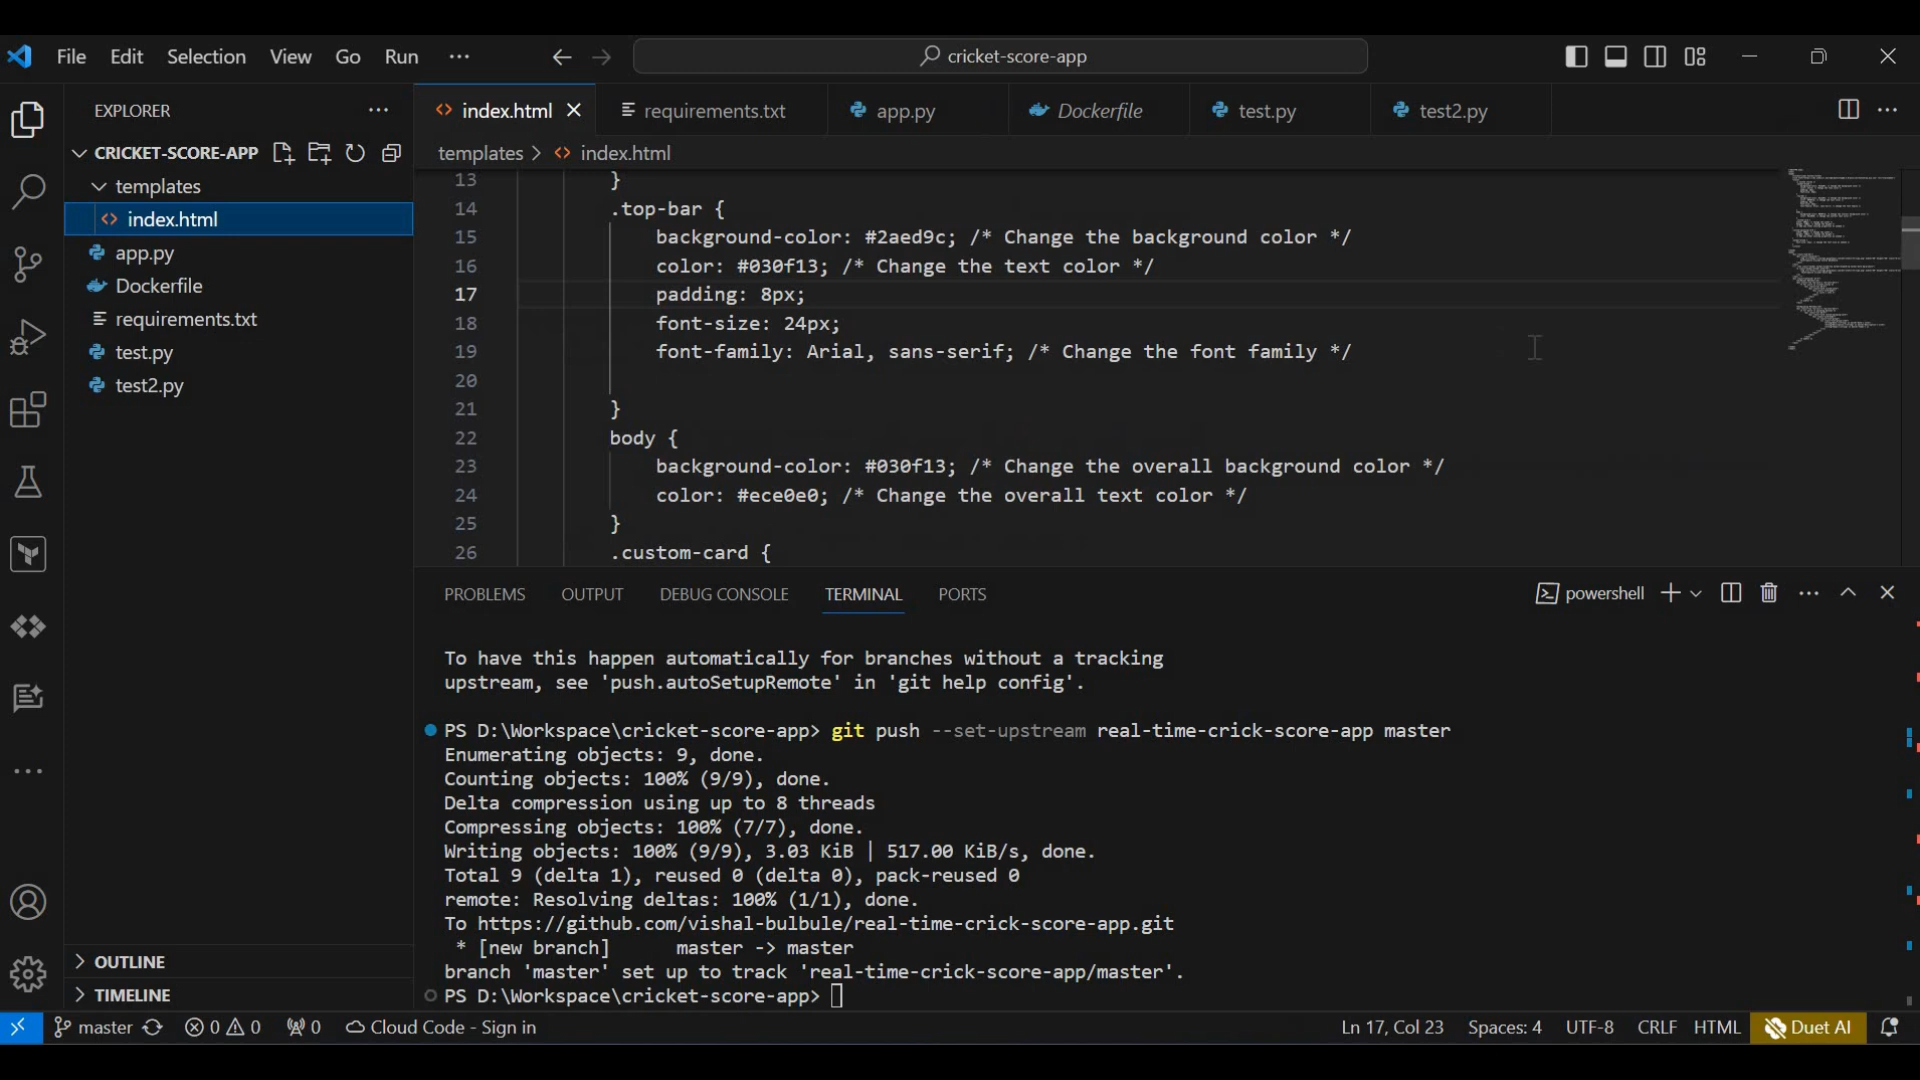 File Edit Selection View Go Run ··· cricket-score-app
EXPLORER ···
CRICKET-SCORE-APP
templates
index.html
app.py
Dockerfile
requirements.txt
test.py
test2.py
OUTLINE
TIMELINE
index.html requirements.txt app.py Dockerfile test.py test2.py
templates > index.html
13 }
14 .top-bar {
15 background-color: #2aed9c; /* Change the background color */
16 color: #030f13; /* Change the text color */
17 padding: 8px;
18 font-size: 24px;
19 font-family: Arial, sans-serif; /* Change the font family */
20
21 }
22 body {
23 background-color: #030f13; /* Change the overall background color */
24 color: #ece0e0; /* Change the overall text color */
25 }
26 .custom-card {
PROBLEMS OUTPUT DEBUG CONSOLE TERMINAL PORTS powershell
To have this happen automatically for branches without a tracking
upstream, see 'push.autoSetupRemote' in 'git help config'.
PS D:\Workspace\cricket-score-app> git push --set-upstream real-time-crick-score-app master
Enumerating objects: 9, done.
Counting objects: 100% (9/9), done.
Delta compression using up to 8 threads
Compressing objects: 100% (7/7), done.
Writing objects: 100% (9/9), 3.03 KiB | 517.00 KiB/s, done.
Total 9 (delta 1), reused 0 (delta 0), pack-reused 0
remote: Resolving deltas: 100% (1/1), done.
To https://github.com/vishal-bulbule/real-time-crick-score-app.git
* [new branch] master -> master
branch 'master' set up to track 'real-time-crick-score-app/master'.
PS D:\Workspace\cricket-score-app>
master 0 0 0 Cloud Code - Sign in Ln 17, Col 23 Spaces: 4 UTF-8 CRLF HTML Duet AI